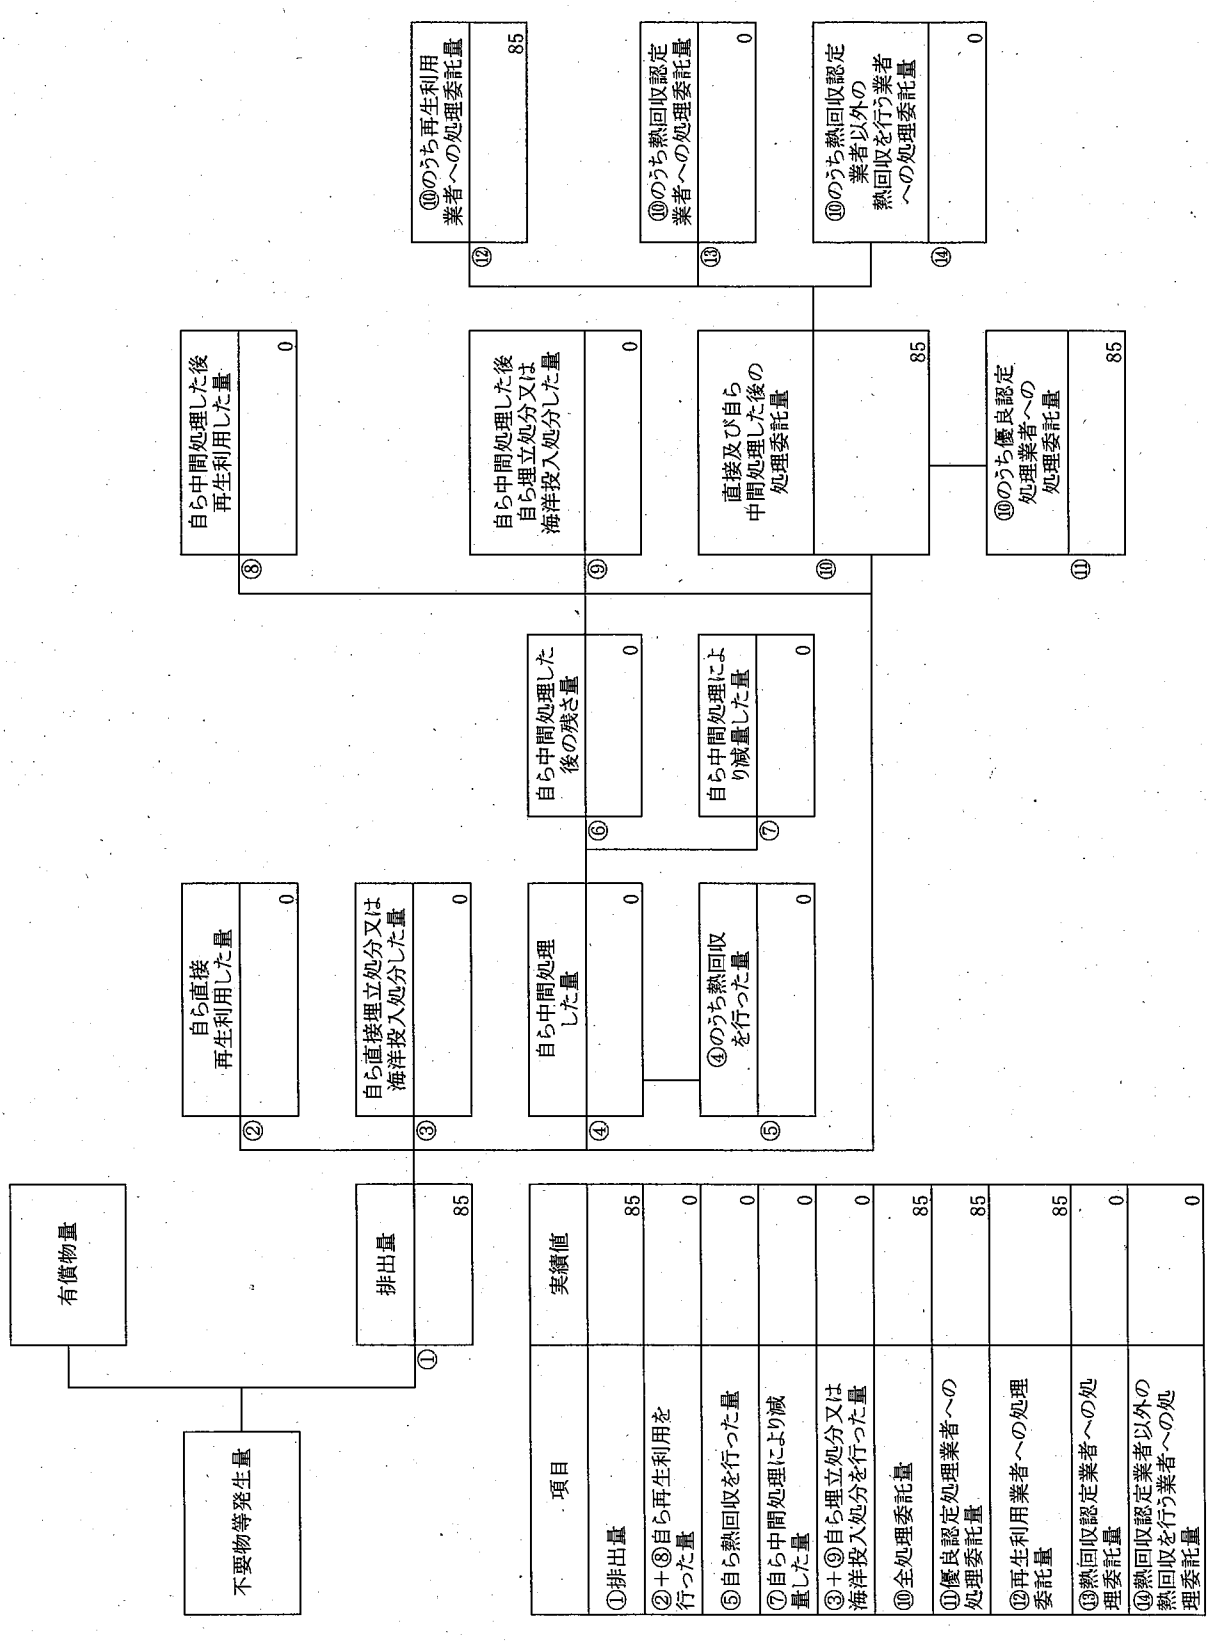 有償物量
不要物等発生量
排出量
①
85
自ら直接
再生利用した量
②
0
自ら直接埋立処分又は
海洋投入処分した量
③
0
自ら中間処理
した量
④
0
④のうち熱回収
を行った量
⑤
0
自ら中間処理した
後の残さ量
⑥
0
自ら中間処理によ
り減量した量
⑦
0
自ら中間処理した後
再生利用した量
⑧
0
自ら中間処理した後
自ら埋立処分又は
海洋投入処分した量
⑨
0
直接及び自ら
中間処理した後の
処理委託量
⑩
85
⑩のうち優良認定
処理業者への
処理委託量
⑪
85
⑩のうち再生利用
業者への処理委託量
⑫
85
⑩のうち熱回収認定
業者への処理委託量
⑬
0
⑩のうち熱回収認定
業者以外の
熱回収を行う業者
への処理委託量
⑭
0
項目 実績値
①排出量 85
②+⑧自ら再生利用を
行った量 0
⑤自ら熱回収を行った量 0
⑦自ら中間処理により減
量した量 0
③+⑨自ら埋立処分又は
海洋投入処分を行った量 0
⑩全処理委託量 85
⑪優良認定処理業者への
処理委託量 85
⑫再生利用業者への処理
委託量 85
⑬熱回収認定業者への処
理委託量 0
⑭熱回収認定業者以外の
熱回収を行う業者への処
理委託量 0